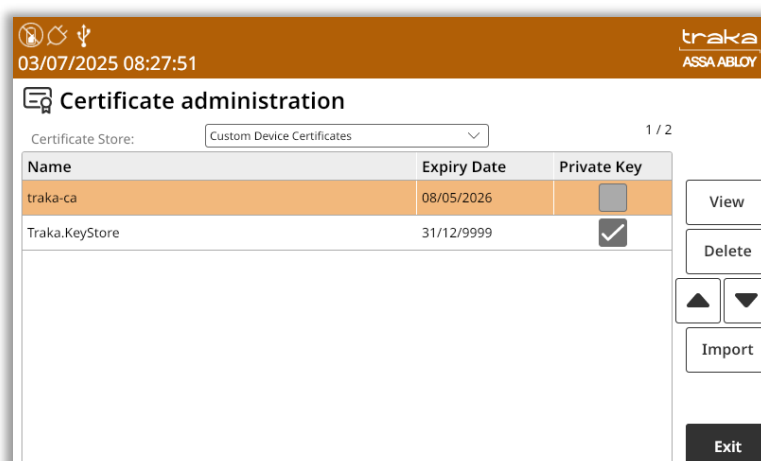 traka
03/07/2025 08:27:51
ASSA ABLOY
Certificate administration
Certificate Store:
Custom Device Certificates
1 / 2
Name Expiry Date Private Key
traka-ca 08/05/2026
View
Traka.KeyStore 31/12/9999
Delete
Import
Exit